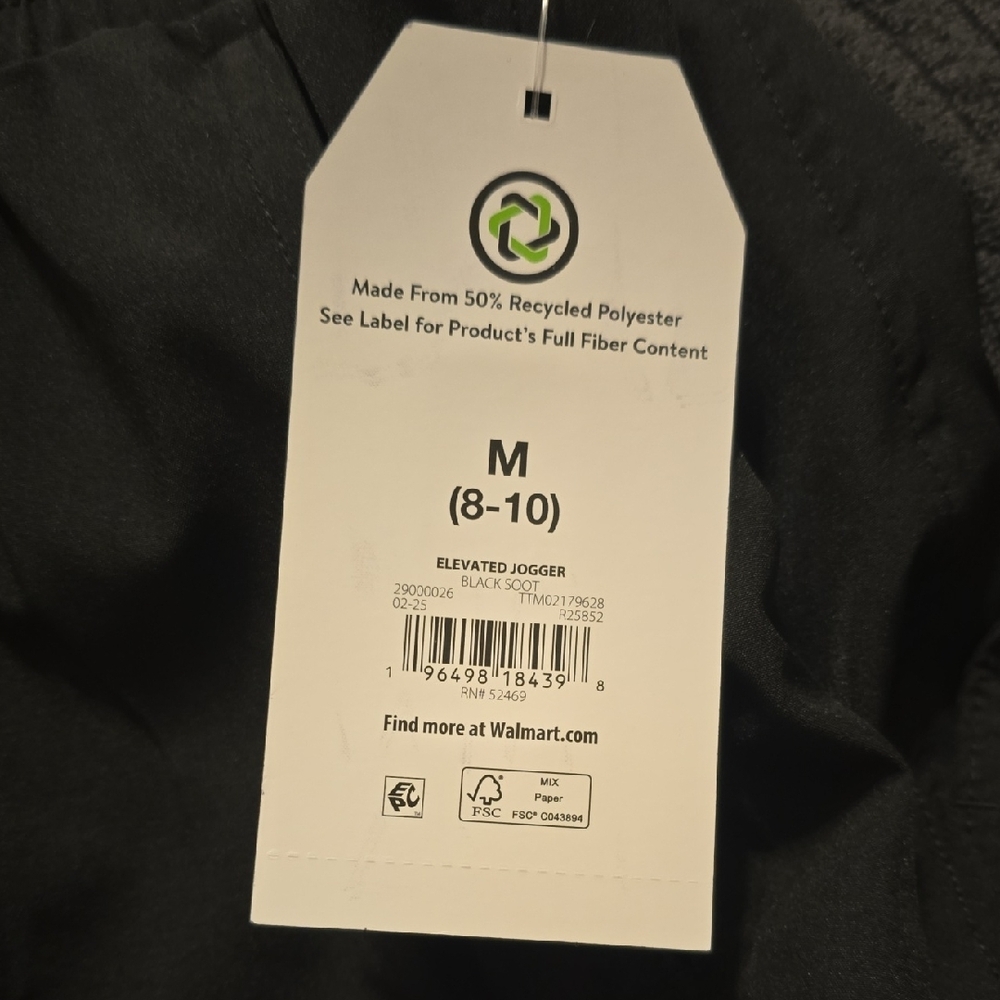 Made From 50% Recycled Polyester
See Label for Product's Full Fiber Content
M
(8-10)
ELEVATED JOGGER
BLACK SOOT
29000026 TTM02179628
02-25 R25852
1 96498 18439 8
RN# 52469
Find more at Walmart.com
EPC™
FSC®
FSC
MIX
Paper
FSC® C043894